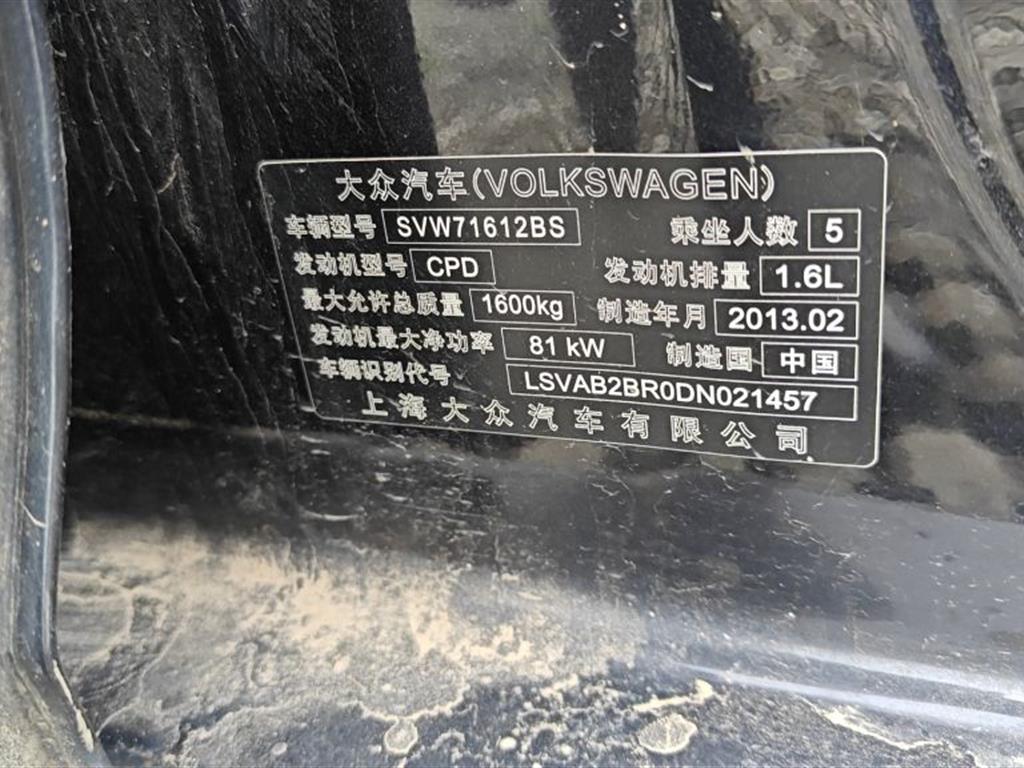 大众汽车(VOLKSWAGEN)
车辆型号 SVW71612BS 乘坐人数 5
发动机型号 CPD 发动机排量 1.6L
最大允许总质量 1600kg 制造年月 2013.02
发动机最大净功率 81 kW 制造国 中国
车辆识别代号 LSVAB2BR0DN021457
上海大众汽车有限公司